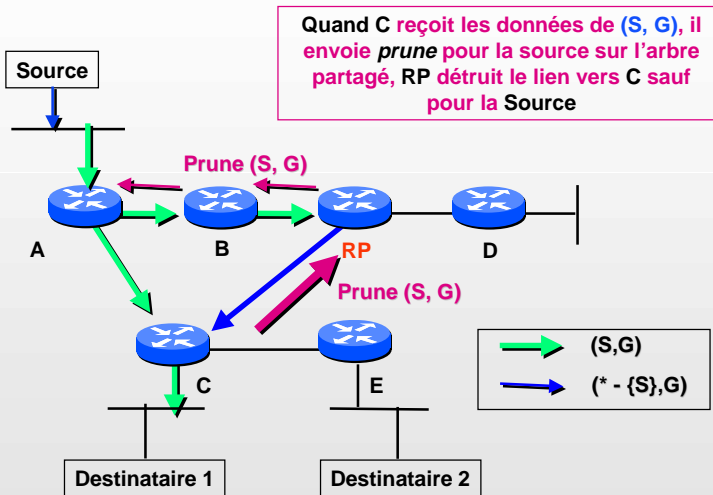 Quand C reçoit les données de (S, G), il
envoie prune pour la source sur l'arbre
partagé, RP détruit le lien vers C sauf
pour la Source
Source
Prune (S, G)
A
B
RP
D
Prune (S, G)
C
E
(S,G)
(* - {S},G)
Destinataire 1
Destinataire 2